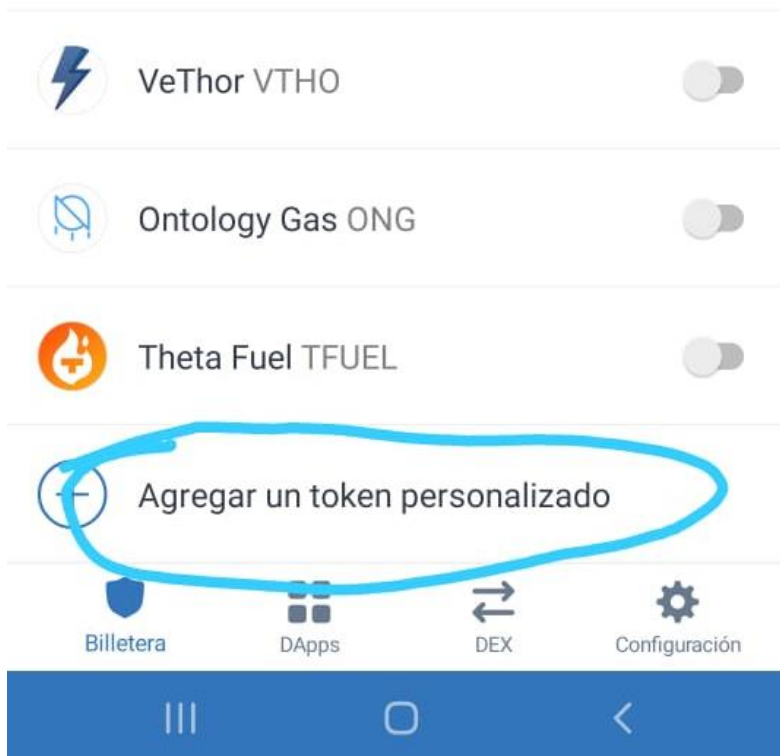 VeThor VTHO
Ontology Gas ONG
Theta Fuel TFUEL
Agregar un token personalizado
Billetera DApps DEX Configuración